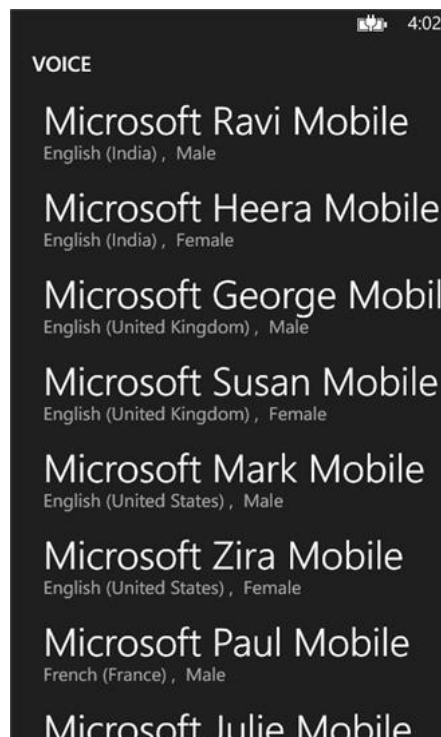 4:02
VOICE
Microsoft Ravi Mobile
English (India) , Male
Microsoft Heera Mobile
English (India) , Female
Microsoft George Mobil
English (United Kingdom) , Male
Microsoft Susan Mobile
English (United Kingdom) , Female
Microsoft Mark Mobile
English (United States) , Male
Microsoft Zira Mobile
English (United States) , Female
Microsoft Paul Mobile
French (France) , Male
Microsoft Julie Mobile